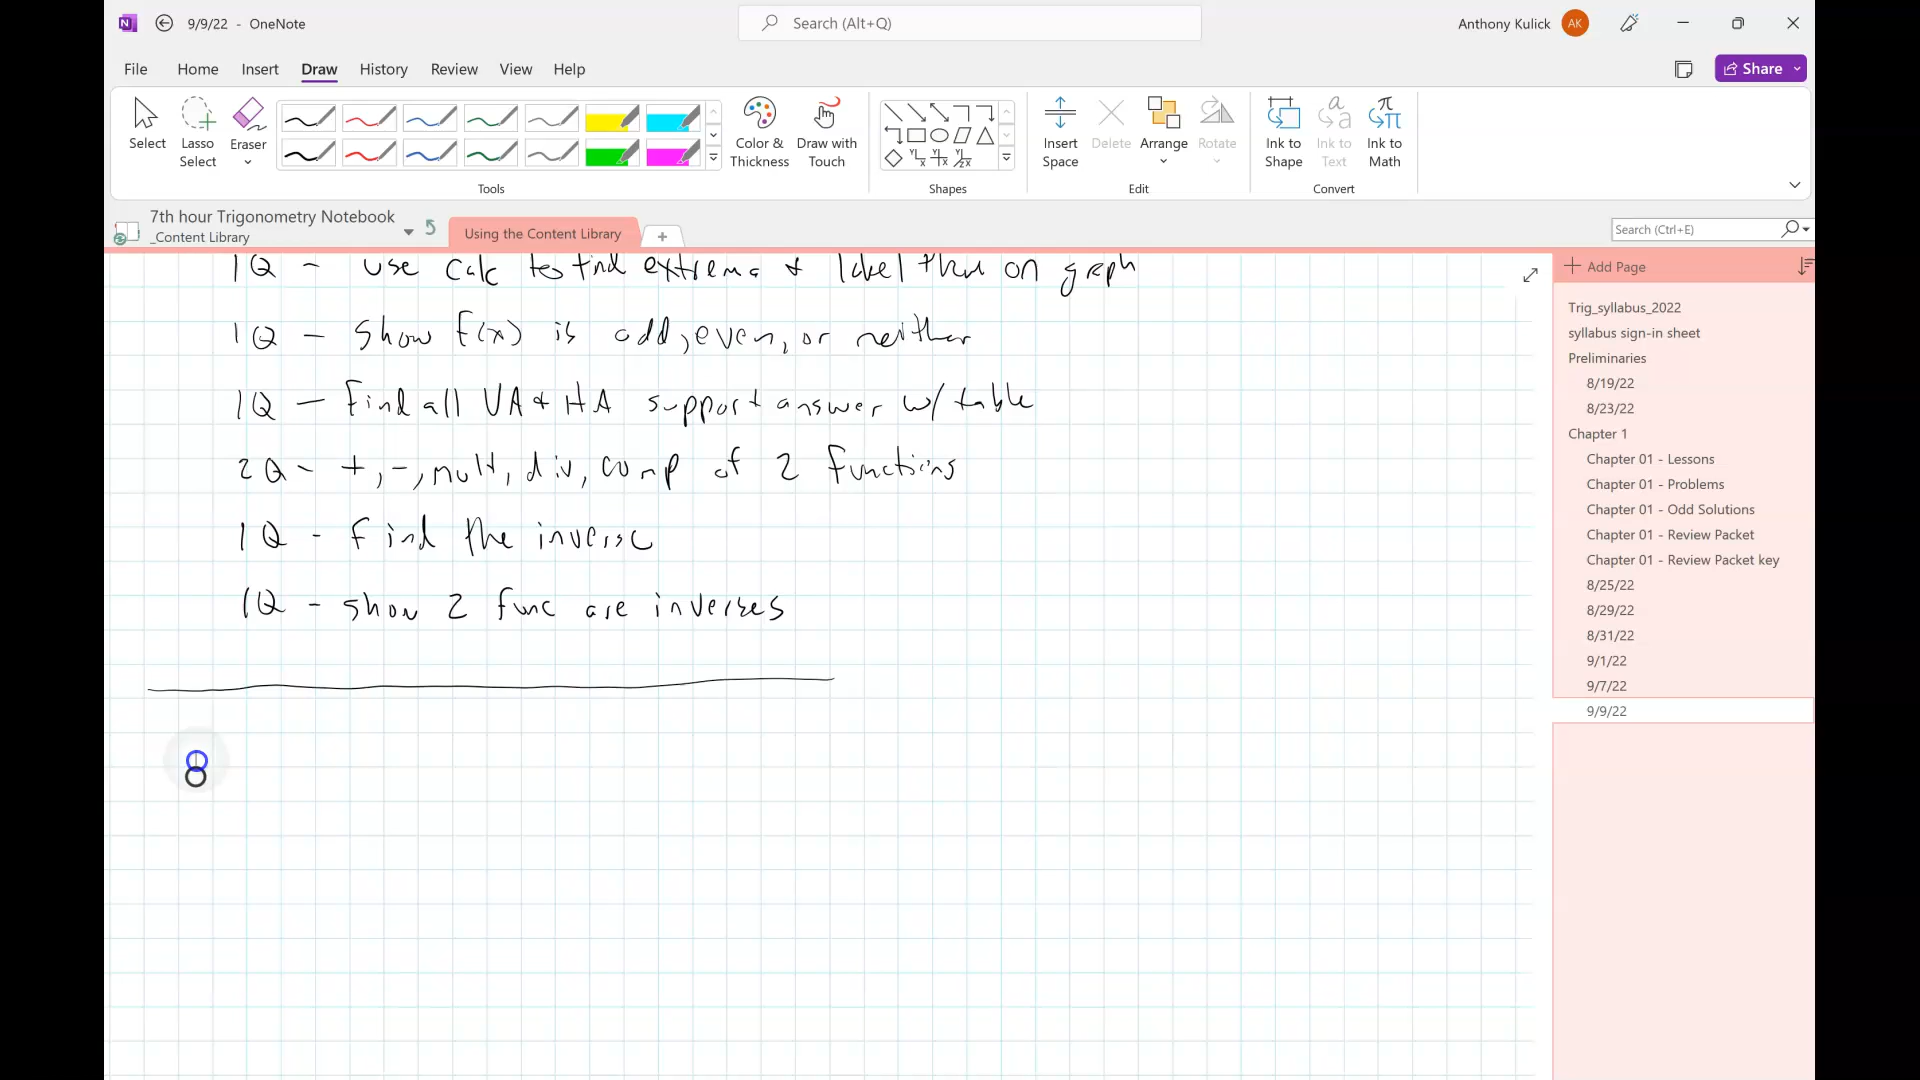 9/9/22 - OneNote
Search (Alt+Q)
Anthony Kulick AK
File Home Insert Draw History Review View Help
Share
Select
Lasso Select
Eraser
Color & Thickness
Draw with Touch
Insert Space
Delete
Arrange
Rotate
Ink to Shape
Ink to Text
Ink to Math
Tools Shapes Edit Convert
7th hour Trigonometry Notebook
_Content Library
Using the Content Library
Search (Ctrl+E)
1Q - use calc to find extrema + label them on graph
1Q - Show f(x) is odd, even, or neither
1Q - Find all VA + HA support answer w/ table
2Q - +, -, mult, div, comp of 2 functions
1Q - find the inverse
1Q - show 2 func are inverses
8
Add Page
Trig_syllabus_2022
syllabus sign-in sheet
Preliminaries
8/19/22
8/23/22
Chapter 1
Chapter 01 - Lessons
Chapter 01 - Problems
Chapter 01 - Odd Solutions
Chapter 01 - Review Packet
Chapter 01 - Review Packet key
8/25/22
8/29/22
8/31/22
9/1/22
9/7/22
9/9/22